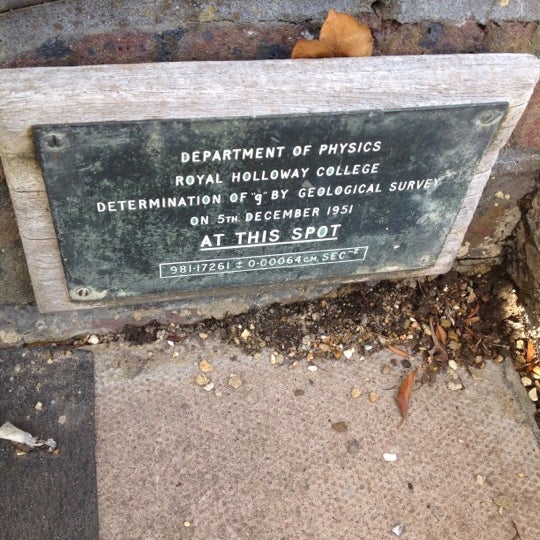 DEPARTMENT OF PHYSICS
ROYAL HOLLOWAY COLLEGE
DETERMINATION OF "g" BY GEOLOGICAL SURVEY
ON 5TH DECEMBER 1951
AT THIS SPOT
981·17261 ± 0·00064 CM. SEC⁻²